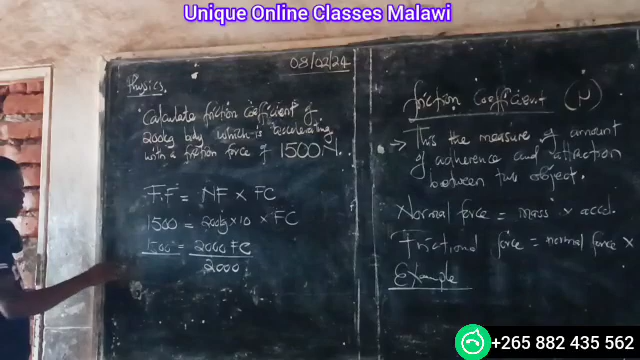 Unique Online Classes Malawi
08/02/24
Physics.
Calculate friction Coefficient of
200kg body which is accelerating
with a friction force of 1500N.
F.F = NF × FC
1500 = 200kg × 10 × FC
1500 = 2000 FC
2000
friction Coefficient (μ)
→ This the measure of amount
of adherence and attraction
between two object.
Normal force = mass × accel.
Frictional force = normal force ×
Example
+265 882 435 562